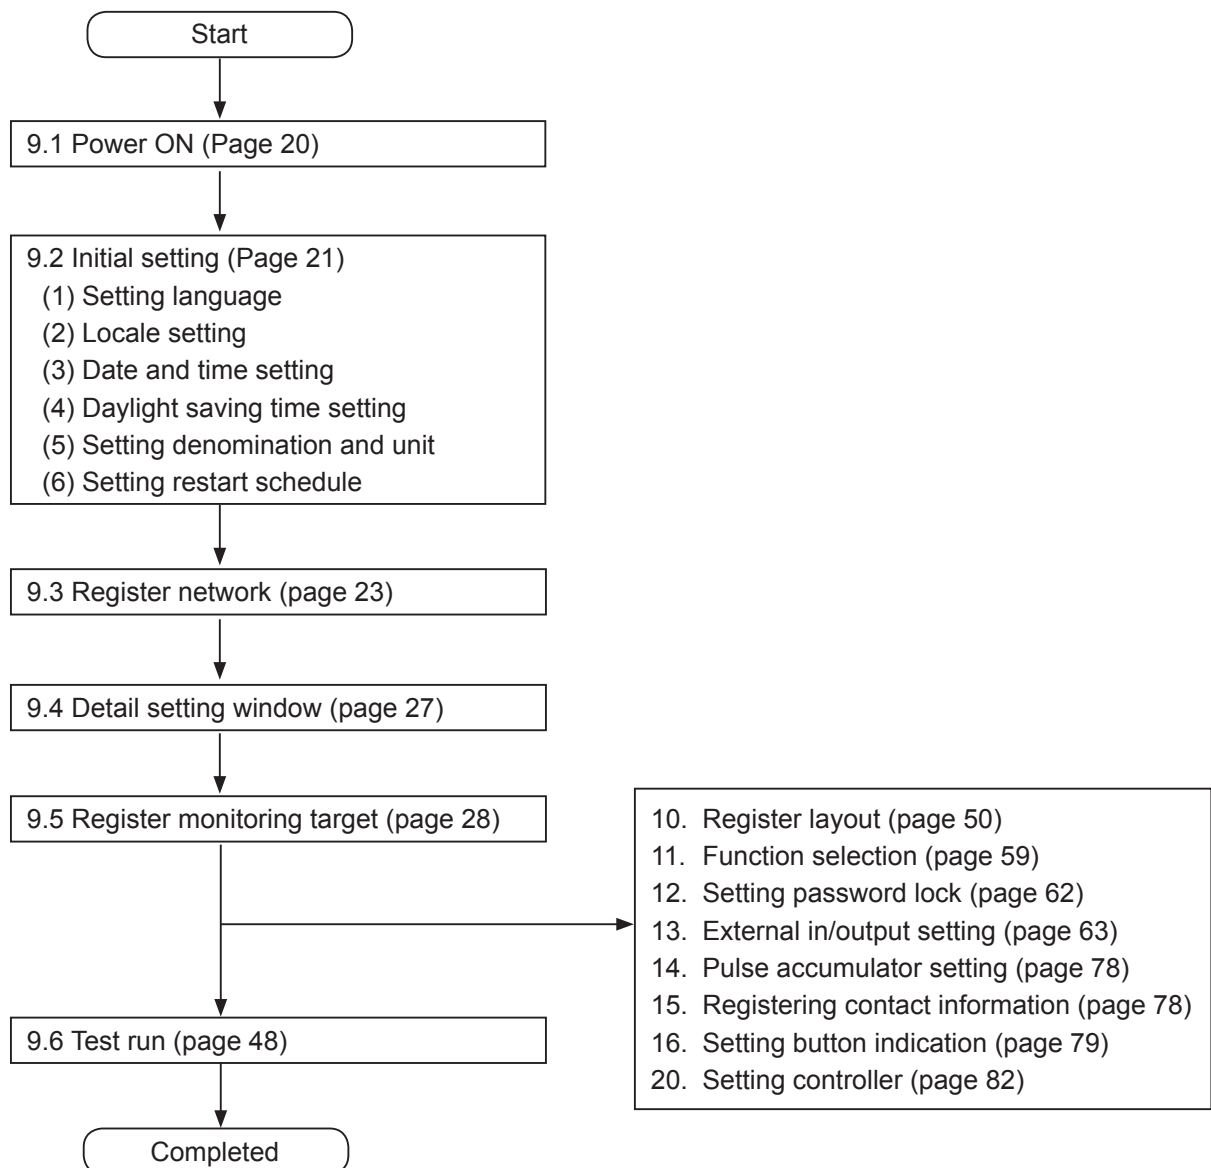 Start
9.1 Power ON (Page 20)
9.2 Initial setting (Page 21)
(1) Setting language
(2) Locale setting
(3) Date and time setting
(4) Daylight saving time setting
(5) Setting denomination and unit
(6) Setting restart schedule
9.3 Register network (page 23)
9.4 Detail setting window (page 27)
9.5 Register monitoring target (page 28)
10. Register layout (page 50)
11. Function selection (page 59)
12. Setting password lock (page 62)
13. External in/output setting (page 63)
14. Pulse accumulator setting (page 78)
15. Registering contact information (page 78)
16. Setting button indication (page 79)
20. Setting controller (page 82)
9.6 Test run (page 48)
Completed